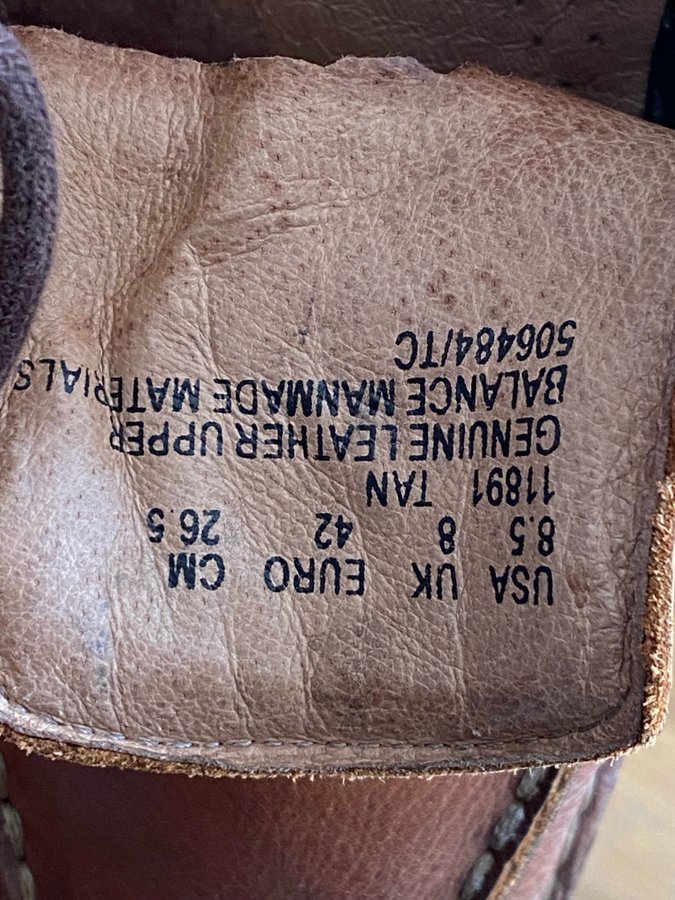 USA UK EURO CM
8.5 8 42 26.5
11891 TAN
GENUINE LEATHER UPPER
BALANCE MANMADE MATERIALS
506484/TC